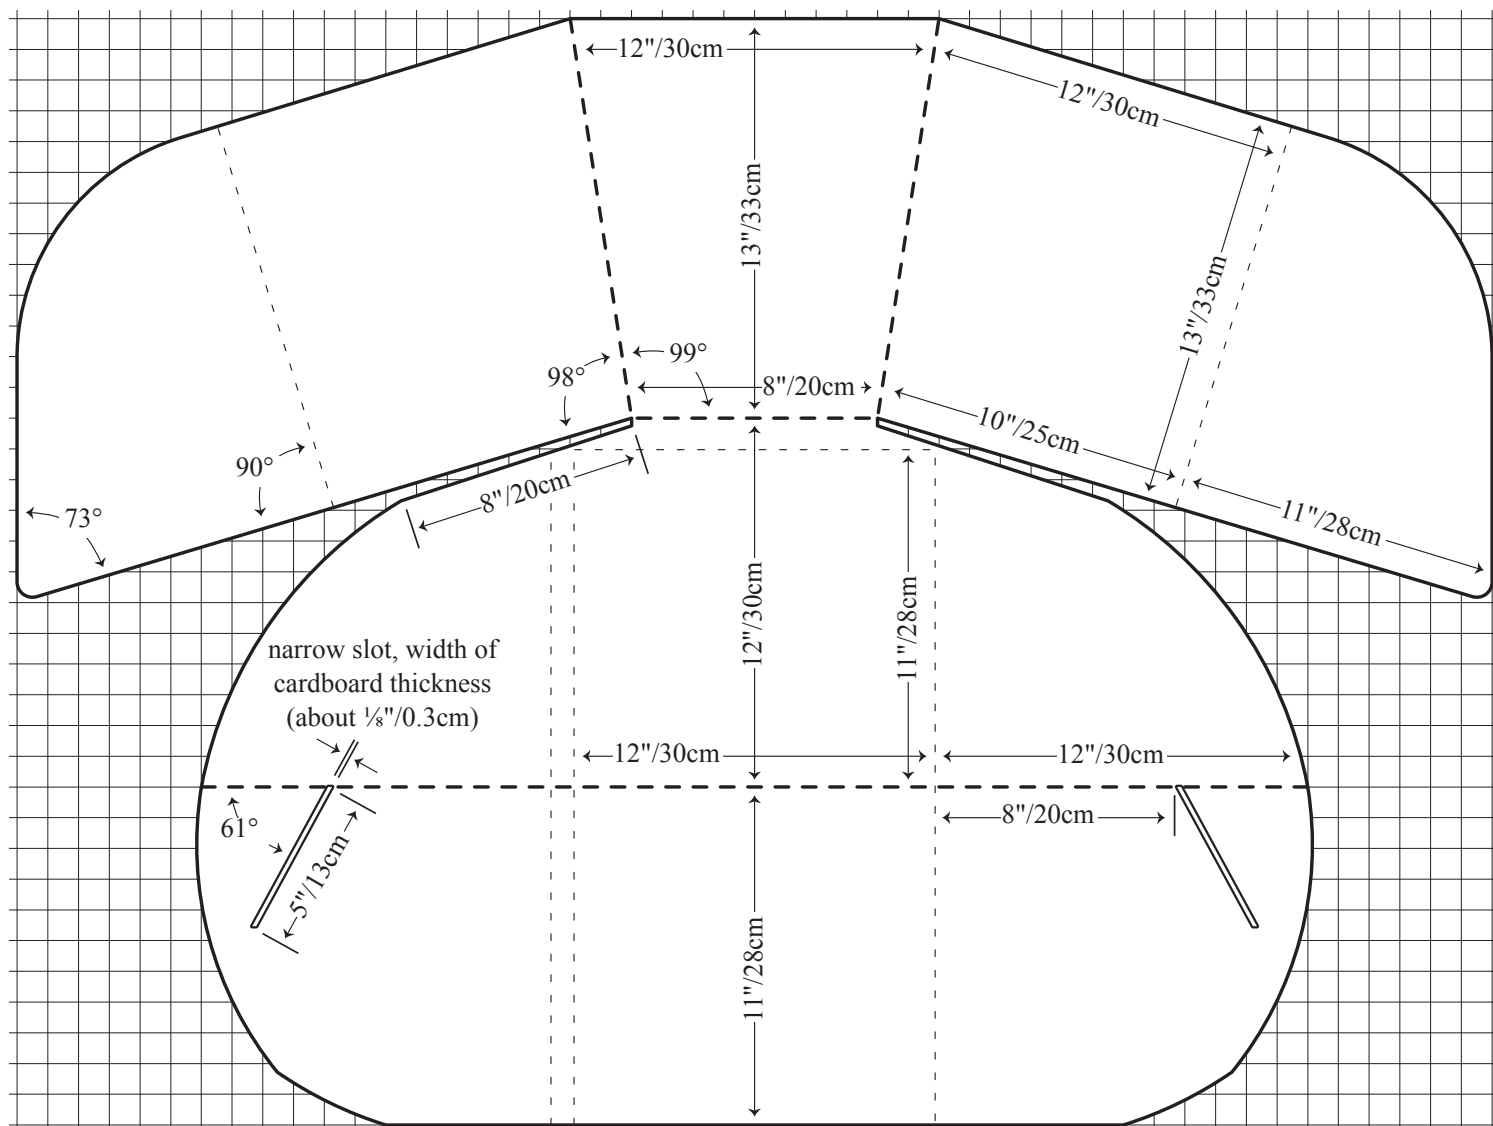 12"/30cm
12"/30cm
13"/33cm
13"/33cm
99°
98°
8"/20cm
10"/25cm
90°
8"/20cm
73°
11"/28cm
12"/30cm
11"/28cm
narrow slot, width of
cardboard thickness
(about ⅛"/0.3cm)
12"/30cm
12"/30cm
61°
8"/20cm
5"/13cm
11"/28cm